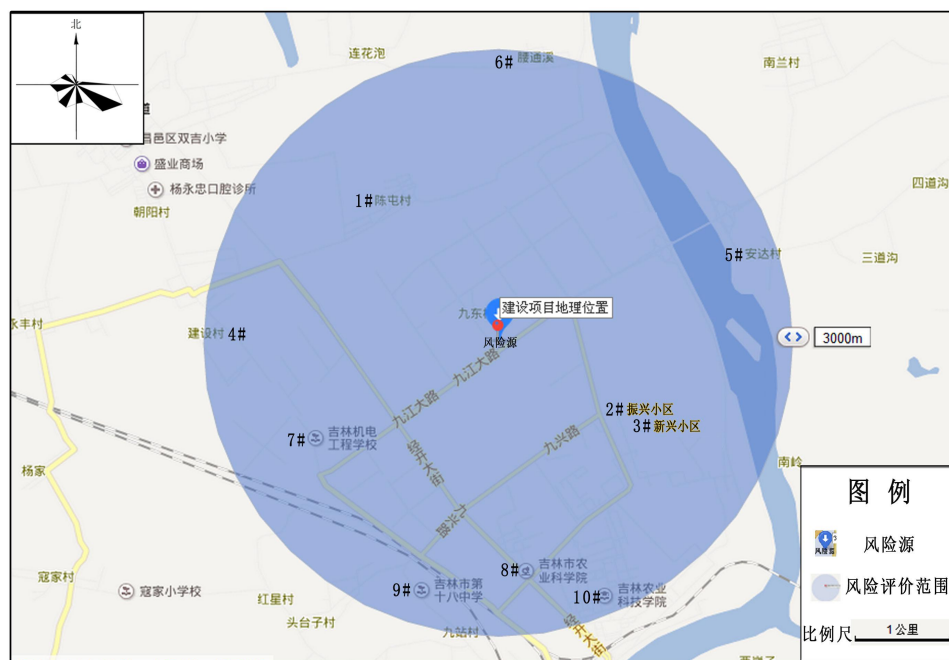 北
连花泡
6# 腰通溪
南兰村
道
昌邑区双吉小学
盛业商场
杨永忠口腔诊所
朝阳村
1# 陈屯村
四道沟
5# 安达村
三道沟
九东
建设项目地理位置
风险源
永丰村
建设村 4#
3000m
九江大路
九江大路
2# 振兴小区
3# 新兴小区
7# 吉林机电
工程学校
经开大街
九兴路
九兴路
杨家
南岭
图 例
风险源
风险源
风险评价范围
比例尺 1公里
8# 吉林市农
业科学院
寇家村
寇家小学校
9# 吉林市第
十八中学
10# 吉林农业
科技学院
红星村
头台子村
九站村
经开大街